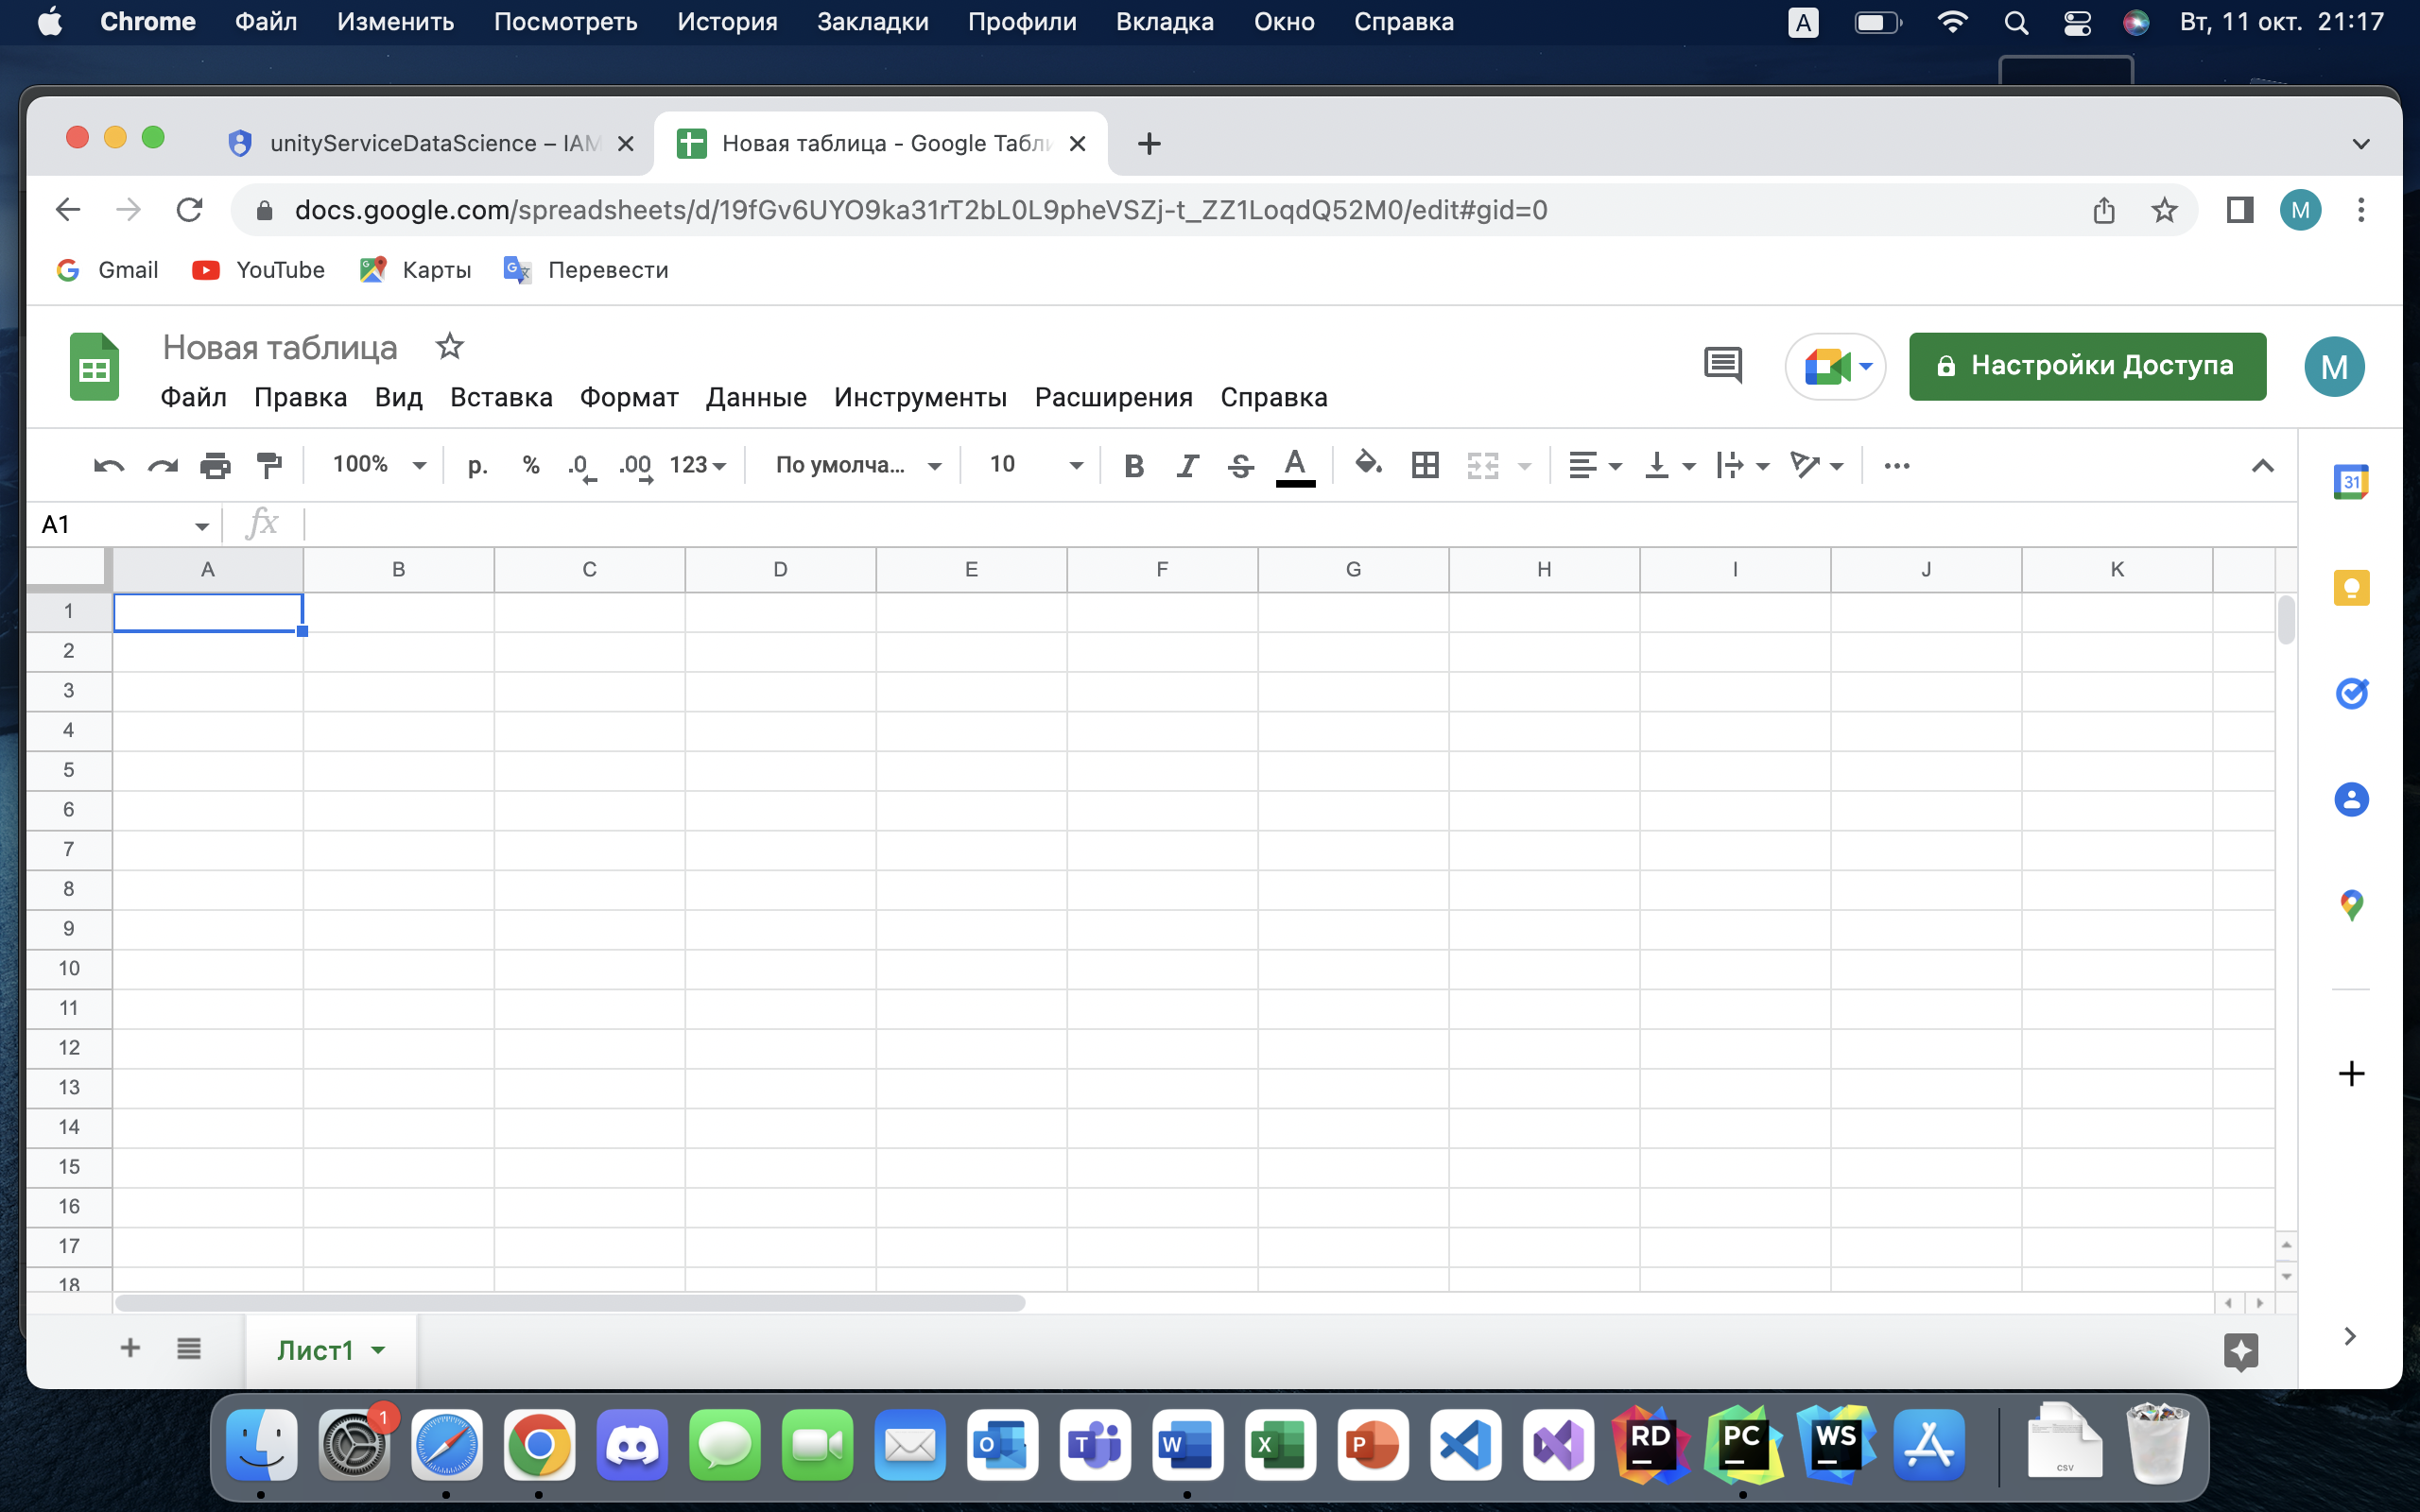 Chrome Файл Изменить Посмотреть История Закладки Профили Вкладка Окно Справка A Вт, 11 окт. 21:17
unityServiceDataScience – IAM Новая таблица - Google Табли
docs.google.com/spreadsheets/d/19fGv6UYO9ka31rT2bL0L9pheVSZj-t_ZZ1LoqdQ52M0/edit#gid=0 M
Gmail YouTube Карты Перевести
Новая таблица
Файл Правка Вид Вставка Формат Данные Инструменты Расширения Справка
Настройки Доступа M
100% р. % .0 .00 123 По умолча... 10 B I S A
31
A1 fx
A B C D E F G H I J K
1
2
3
4
5
6
7
8
9
10
11
12
13
14
15
16
17
18
Лист1
1 O T W X P RD PC WS CSV